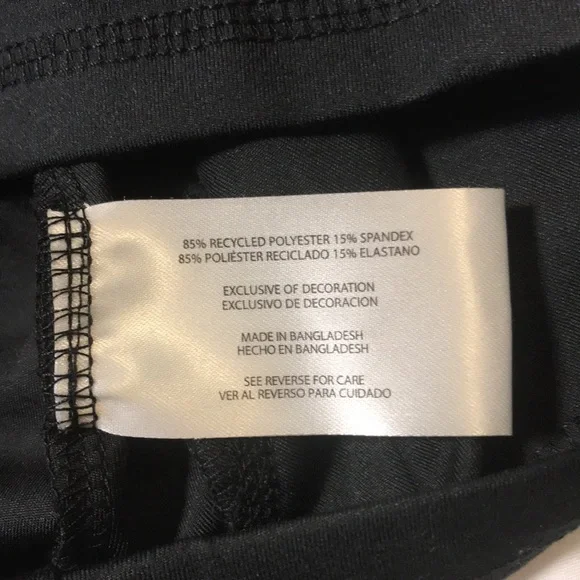 85% RECYCLED POLYESTER 15% SPANDEX
85% POLIÉSTER RECICLADO 15% ELASTANO
EXCLUSIVE OF DECORATION
EXCLUSIVO DE DECORACION
MADE IN BANGLADESH
HECHO EN BANGLADESH
SEE REVERSE FOR CARE
VER AL REVERSO PARA CUIDADO